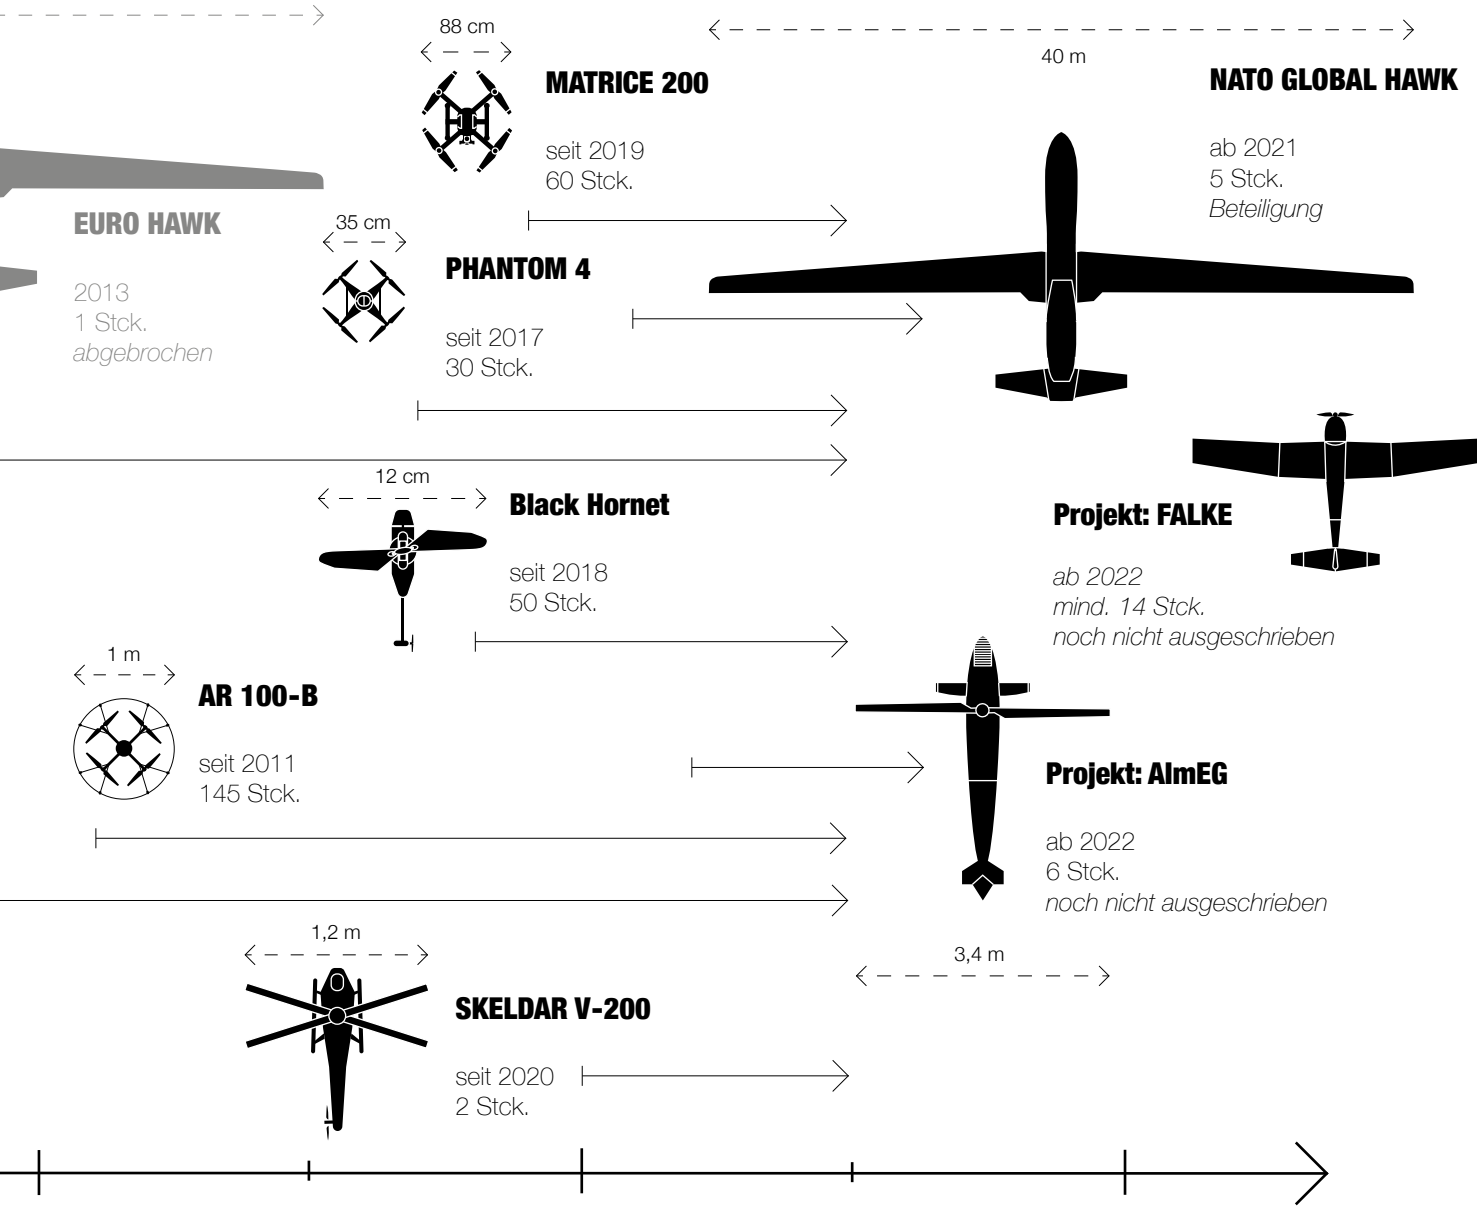 88 cm
MATRICE 200
seit 2019
60 Stck.
40 m
NATO GLOBAL HAWK
ab 2021
5 Stck.
Beteiligung
EURO HAWK
2013
1 Stck.
abgebrochen
35 cm
PHANTOM 4
seit 2017
30 Stck.
12 cm
Black Hornet
seit 2018
50 Stck.
Projekt: FALKE
ab 2022
mind. 14 Stck.
noch nicht ausgeschrieben
1 m
AR 100-B
seit 2011
145 Stck.
Projekt: AImEG
ab 2022
6 Stck.
noch nicht ausgeschrieben
3,4 m
1,2 m
SKELDAR V-200
seit 2020
2 Stck.